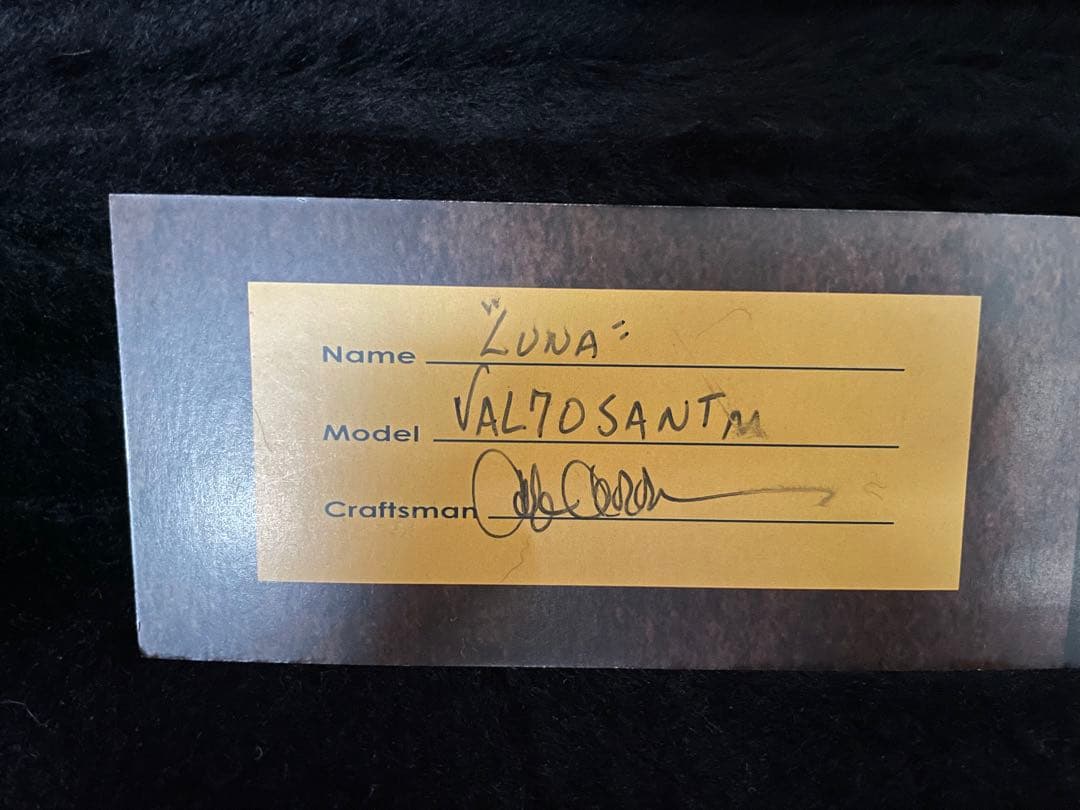 Name "LUNA"
Model VAL70SANTM
Craftsman